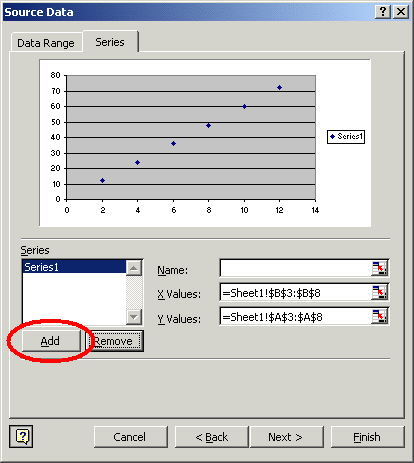 Source Data
Data Range Series
80
70
60
50
40
30
20
10
0
0 2 4 6 8 10 12 14
Series1
Series
Series1
Name:
X Values: =Sheet1!$B$3:$B$8
Y Values: =Sheet1!$A$3:$A$8
Add Remove
? Cancel < Back Next > Finish